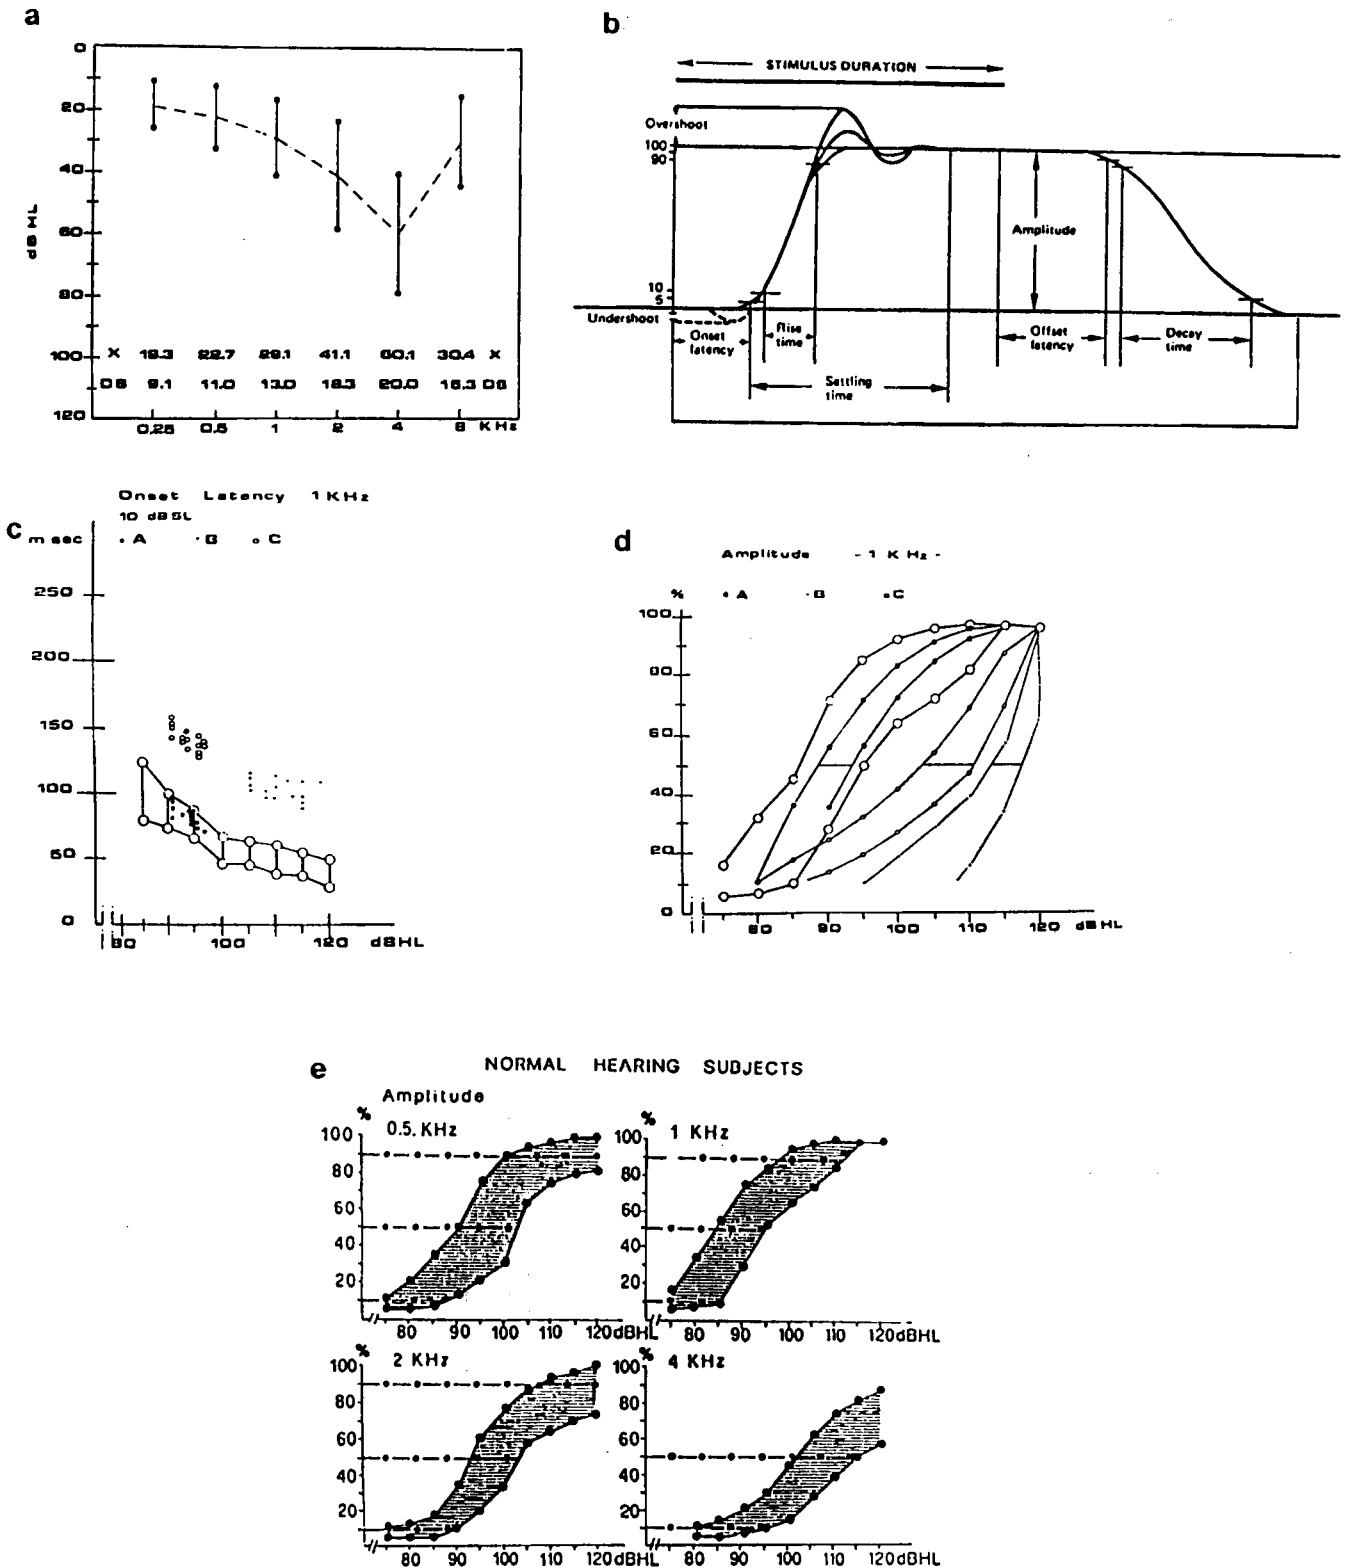 a
0
20
40
60
80
100
120
dB HL
X 19.3 22.7 29.1 41.1 60.1 30.4 X
DS 9.1 11.0 13.0 18.3 20.0 16.3 DS
0.25 0.5 1 2 4 8 KHz
b
STIMULUS DURATION
Overshoot
100
90
Amplitude
10
5
Undershoot
Onset latency
Rise time
Offset latency
Decay time
Settling time
c
Onset Latency 1 KHz
10 dBSL
m sec
A B C
250
200
150
100
50
0
80 100 120 dBHL
d
Amplitude - 1 KHz -
% A B C
100
80
60
40
20
0
80 90 100 110 120 dBHL
e
NORMAL HEARING SUBJECTS
Amplitude
%
0.5. KHz
100
80
60
40
20
80 90 100 110 120dBHL
%
1 KHz
100
80
60
40
20
80 90 100 110 120dBHL
%
2 KHz
100
80
60
40
20
80 90 100 110 120dBHL
%
4 KHz
100
80
60
40
20
80 90 100 110 120dBHL